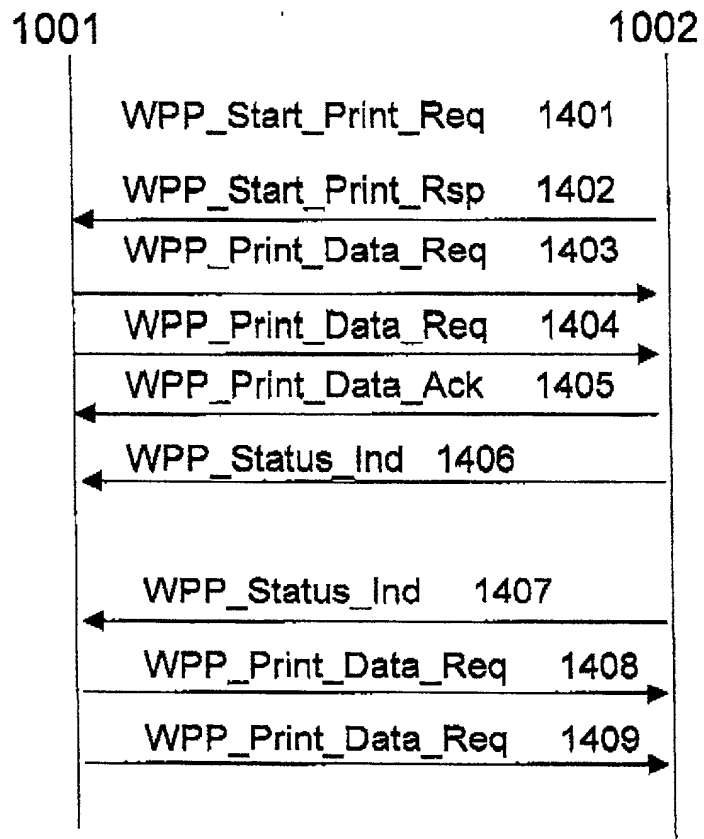 1001 1002
WPP_Start_Print_Req 1401
WPP_Start_Print_Rsp 1402
WPP_Print_Data_Req 1403
WPP_Print_Data_Req 1404
WPP_Print_Data_Ack 1405
WPP_Status_Ind 1406
WPP_Status_Ind 1407
WPP_Print_Data_Req 1408
WPP_Print_Data_Req 1409